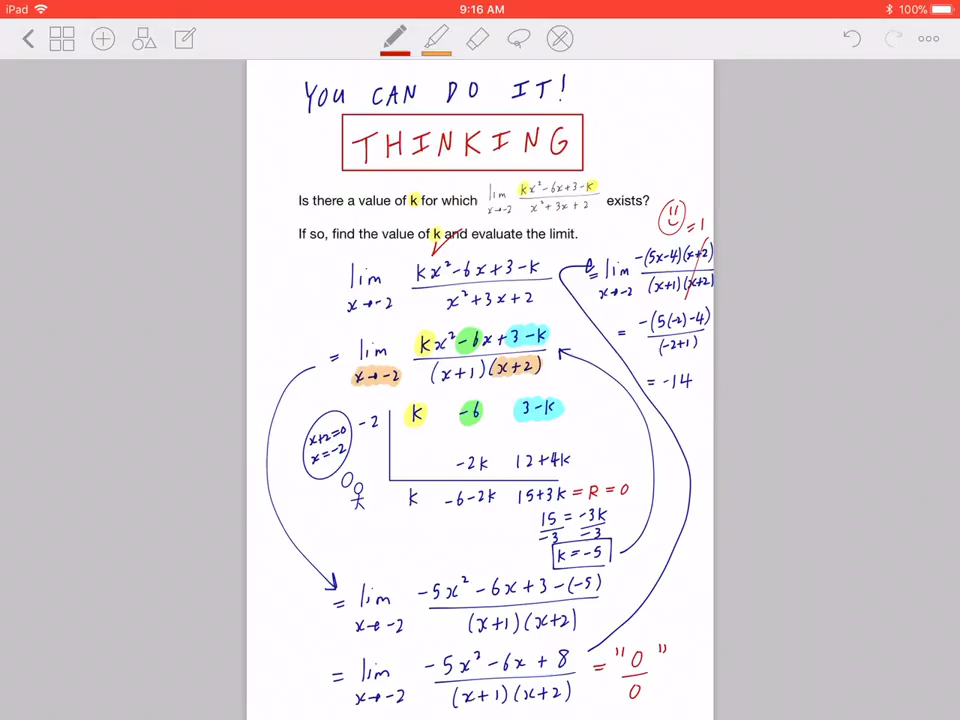 iPad 9:16 AM 100%
YOU CAN DO IT!
THINKING
Is there a value of k for which lim x→-2 (kx²-6x+3-k)/(x²+3x+2) exists?
If so, find the value of k and evaluate the limit.
lim x→-2 (kx²-6x+3-k)/(x²+3x+2)
= lim x→-2 (kx²-6x+3-k)/((x+1)(x+2))
x+2=0
x=-2
-2 k -6 3-k
-2k 12+4k
k -6-2k 15+3k = R = 0
15/-3 = -3k/-3
k = -5
= lim x→-2 (-5x²-6x+3-(-5))/((x+1)(x+2))
= lim x→-2 (-5x²-6x+8)/((x+1)(x+2)) = "0/0"
=1
= lim x→-2 (-(5x-4)(x+2))/((x+1)(x+2))
= (-(5(-2)-4))/((-2+1))
= -14